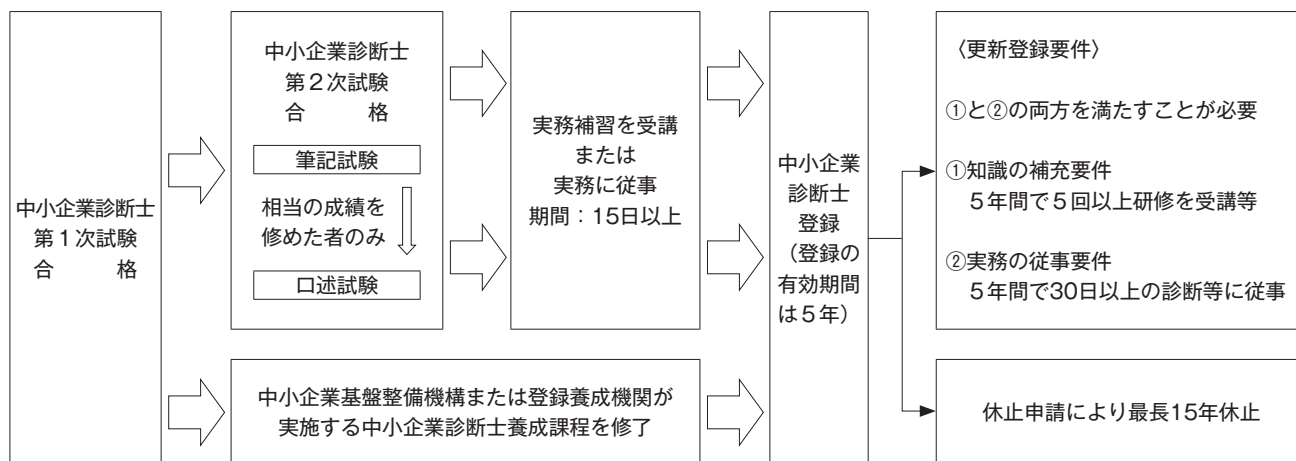 中小企業診断士
第1次試験
合　　格
中小企業診断士
第2次試験
合　　格
筆記試験
相当の成績を
修めた者のみ
口述試験
実務補習を受講
または
実務に従事
期間：15日以上
中小企業基盤整備機構または登録養成機関が
実施する中小企業診断士養成課程を修了
中小企業
診断士
登録
（登録の
有効期間
は5年）
〈更新登録要件〉
①と②の両方を満たすことが必要
①知識の補充要件
5年間で5回以上研修を受講等
②実務の従事要件
5年間で30日以上の診断等に従事
休止申請により最長15年休止